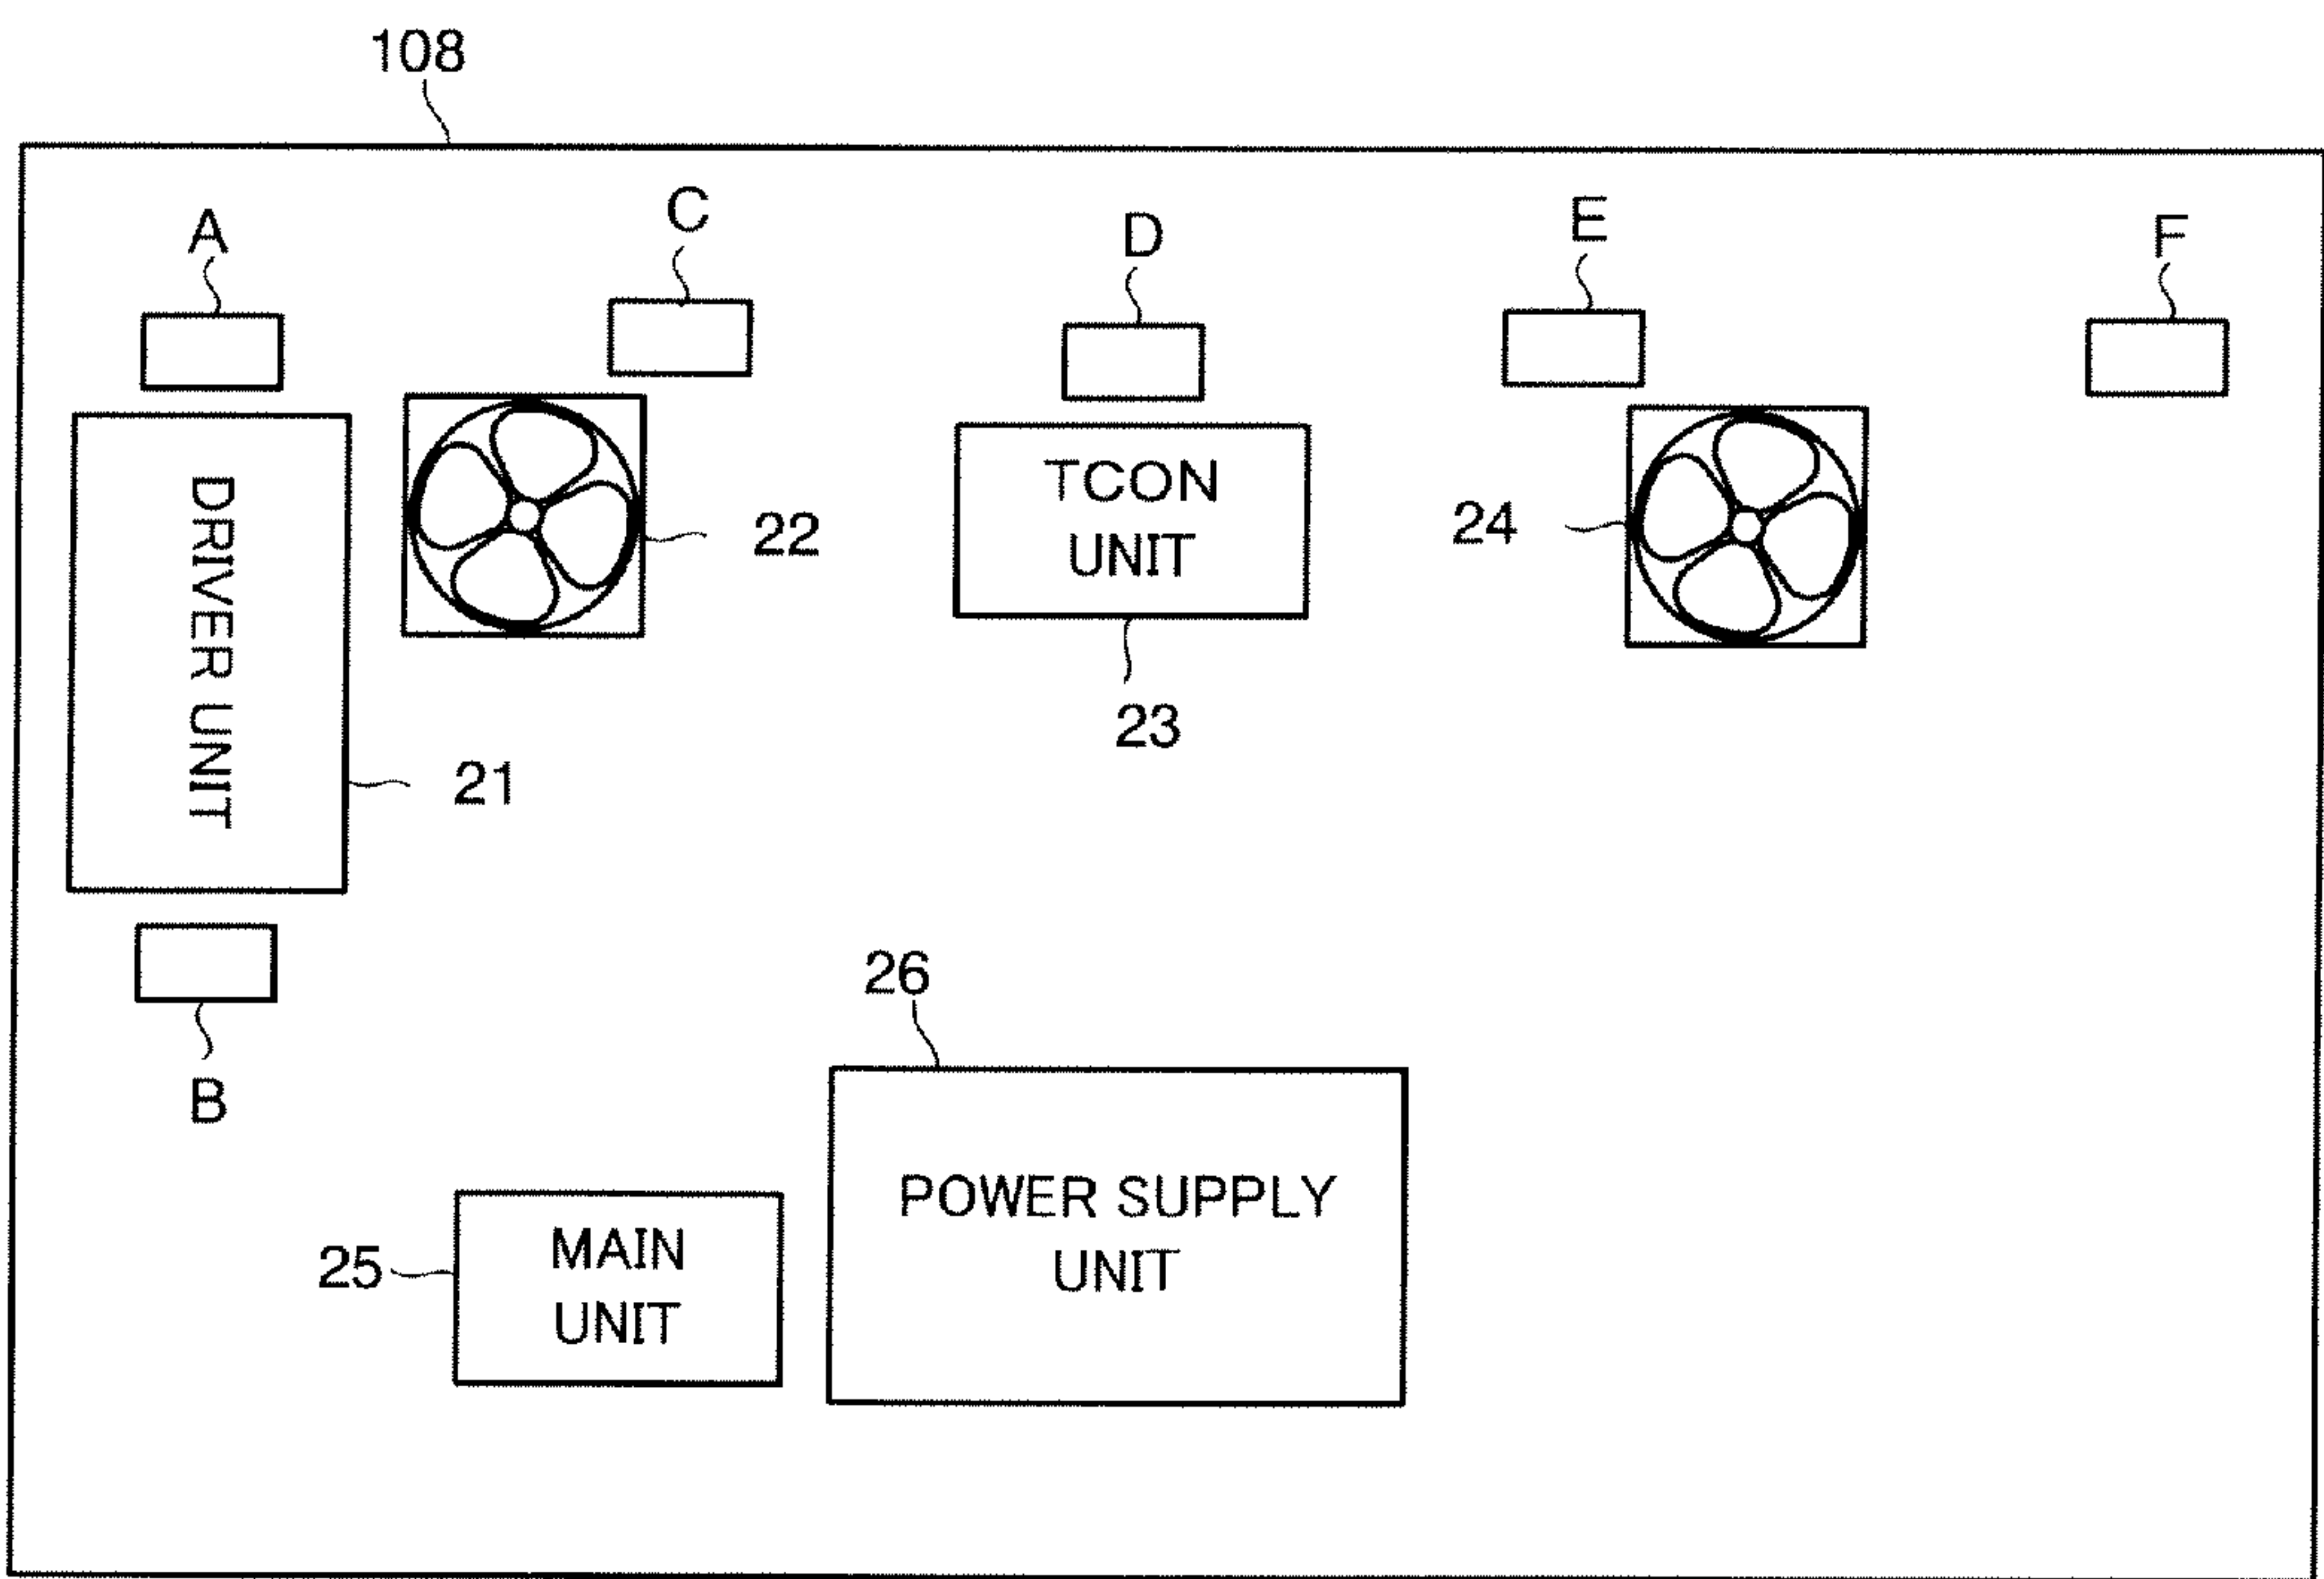 108
A
C
D
E
F
TCON
UNIT
22
24
23
DRIVER UNIT
21
B
26
POWER SUPPLY
UNIT
25
MAIN
UNIT